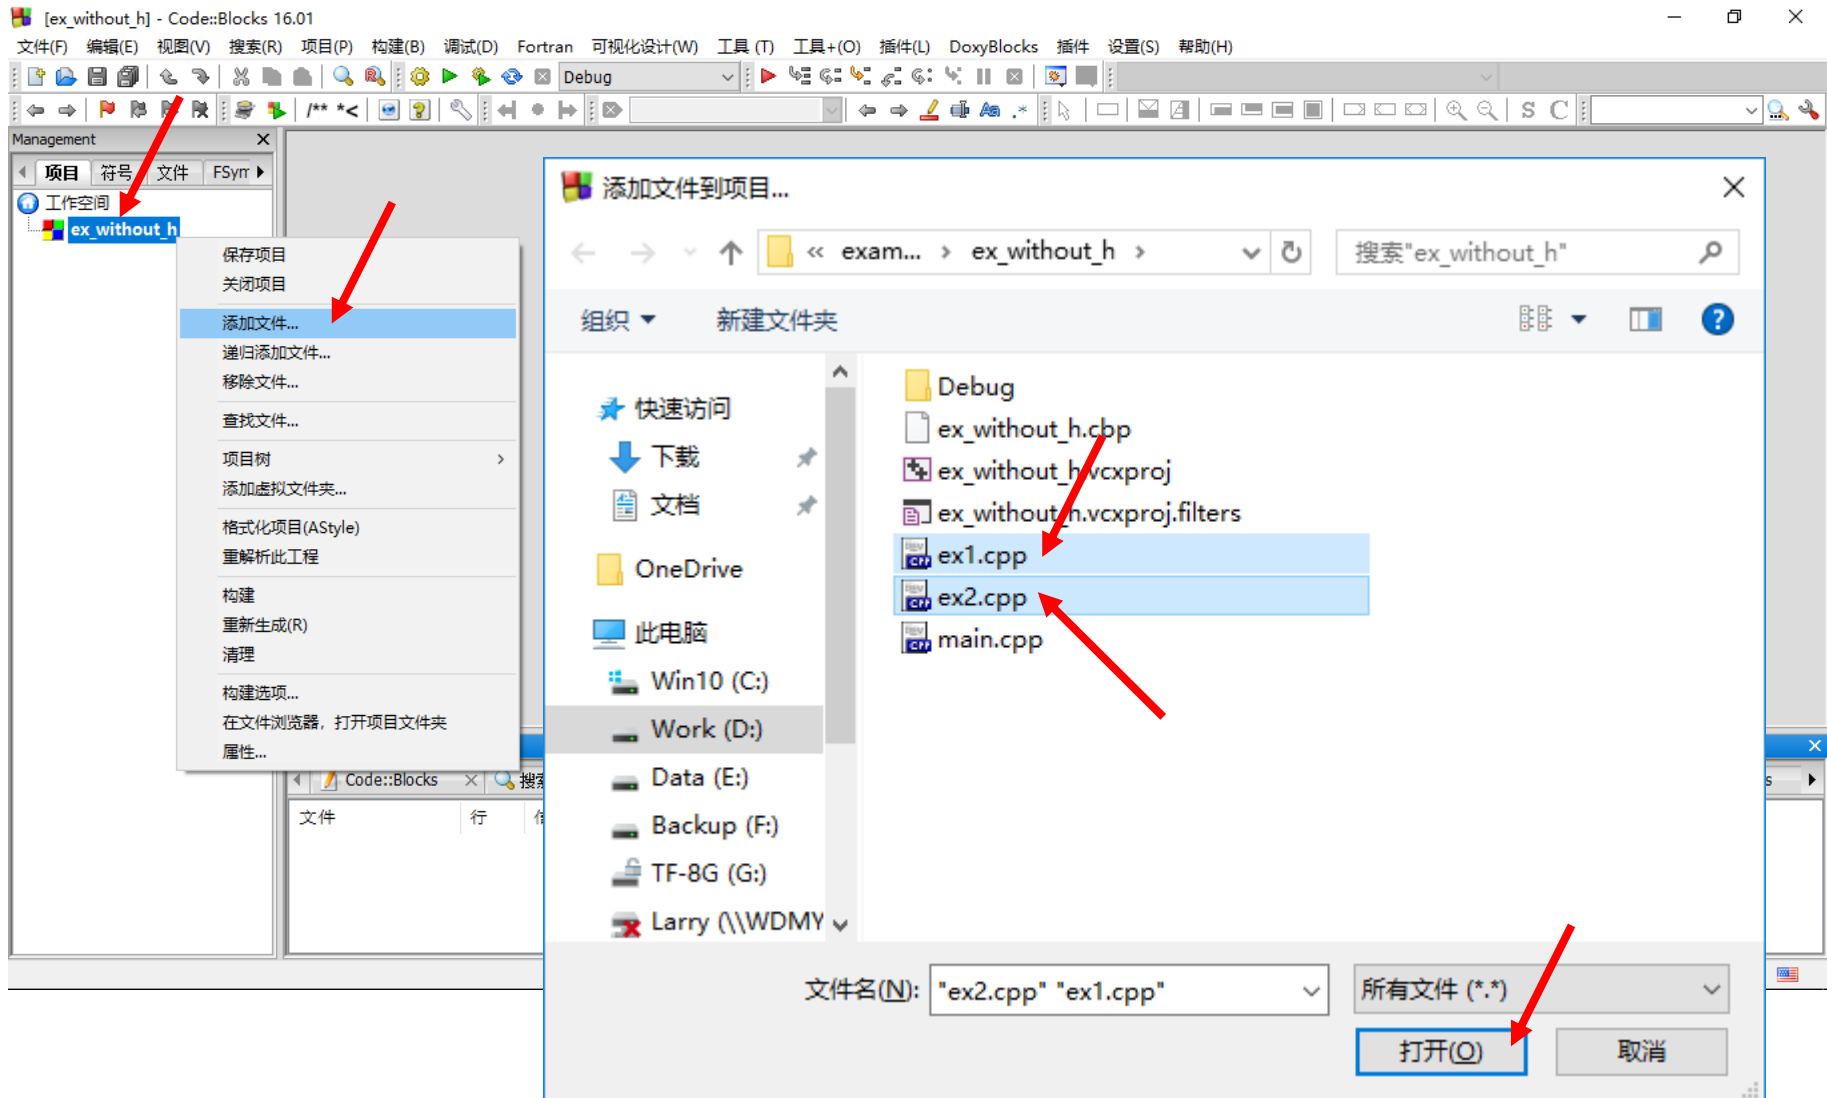 [ex_without_h] - Code::Blocks 16.01
文件(F) 编辑(E) 视图(V) 搜索(R) 项目(P) 构建(B) 调试(D) Fortran 可视化设计(W) 工具 (T) 工具+(O) 插件(L) DoxyBlocks 插件 设置(S) 帮助(H)
Debug
/** *<
S C
Management
项目 符号 文件 FSym
工作空间
ex_without_h
保存项目
关闭项目
添加文件...
递归添加文件...
移除文件...
查找文件...
项目树
添加虚拟文件夹...
格式化项目(AStyle)
重解析此工程
构建
重新生成(R)
清理
构建选项...
在文件浏览器，打开项目文件夹
属性...
Code::Blocks 搜索
文件 行
添加文件到项目...
« exam... › ex_without_h ›
搜索"ex_without_h"
组织 新建文件夹
快速访问
下载
文档
OneDrive
此电脑
Win10 (C:)
Work (D:)
Data (E:)
Backup (F:)
TF-8G (G:)
Larry (\\WDMY
Debug
ex_without_h.cbp
ex_without_h.vcxproj
ex_without_h.vcxproj.filters
ex1.cpp
ex2.cpp
main.cpp
文件名(N): "ex2.cpp" "ex1.cpp" 所有文件 (*.*)
打开(O) 取消